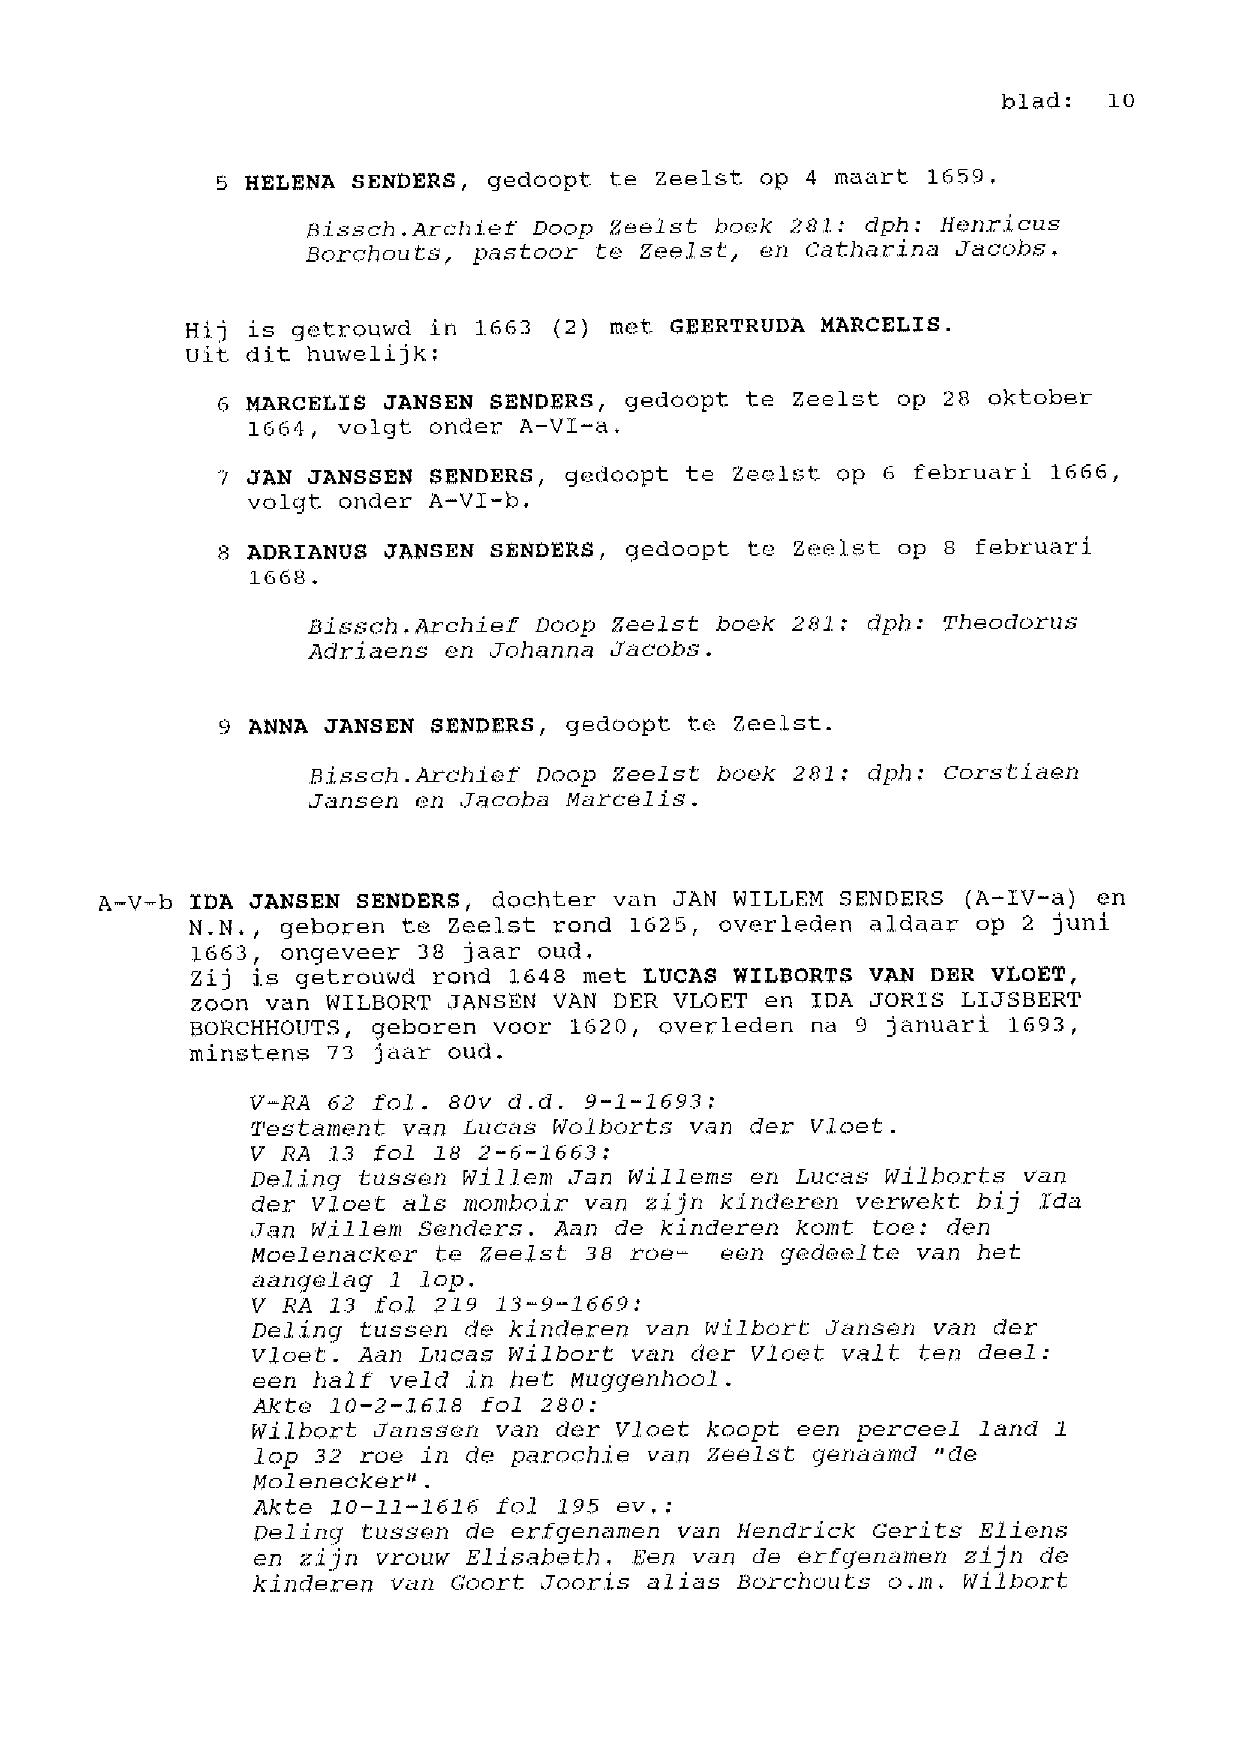 blad: 10
5 HELENA SENDERS, gedoopt te Zeelst op 4 maart 1659.
Bissch.Archief Doop Zeelst boek 281: dph: Henricus
Borchouts, pastoor te Zeelst, en Catharina Jacobs.
Hij is getrouwd in 1663 (2) met GEERTRUDA MARCELIS.
Uit dit huwelijk:
6 MARCELIS JANSEN SENDERS, gedoopt te Zeelst op 28 oktober
1664, volgt onder A-VI-a.
7 JAN JANSSEN SENDERS, gedoopt te Zeelst op 6 februari 1666,
volgt onder A-VI-b.
8 ADRIANUS JANSEN SENDERS, gedoopt te Zeelst op 8 februari
1668.
Bissch.Archief Doop Zeelst boek 281: dph: Theodorus
Adriaens en Johanna Jacobs.
9 ANNA JANSEN SENDERS, gedoopt te Zeelst.
Bissch.Archief Doop Zeelst boek 281: dph: Corstiaen
Jansen en Jacoba Marcelis.
A-V-b IDA JANSEN SENDERS, dochter van JAN WILLEM SENDERS (A-IV-a) en
N.N., geboren te Zeelst rond 1625, overleden aldaar op 2 juni
1663, ongeveer 38 jaar oud.
Zij is getrouwd rond 1648 met LUCAS WILBORTS VAN DER VLOET,
zoon van WILBORT JANSEN VAN DER VLOET en IDA JORIS LIJSBERT
BORCHHOUTS, geboren voor 1620, overleden na 9 januari 1693,
minstens 73 jaar oud.
V-RA 62 fol. 80v d.d. 9-1-1693:
Testament van Lucas Wolborts van der Vloet.
V RA 13 fol 18 2-6-1663:
Deling tussen Willem Jan Willems en Lucas Wilborts van
der Vloet als momboir van zijn kinderen verwekt bij Ida
Jan Willem Senders. Aan de kinderen komt toe: den
Moelenacker te Zeelst 38 roe- een gedeelte van het
aangelag 1 lop.
V RA 13 fol 219 13-9-1669:
Deling tussen de kinderen van Wilbort Jansen van der
Vloet. Aan Lucas Wilbort van der Vloet valt ten deel:
een half veld in het Muggenhool.
Akte 10-2-1618 fol 280:
Wilbort Janssen van der Vloet koopt een perceel land 1
lop 32 roe in de parochie van Zeelst genaamd "de
Molenecker".
Akte 10-11-1616 fol 195 ev.:
Deling tussen de erfgenamen van Hendrick Gerits Eliens
en zijn vrouw Elisabeth. Een van de erfgenamen zijn de
kinderen van Goort Jooris alias Borchouts o.m. Wilbort